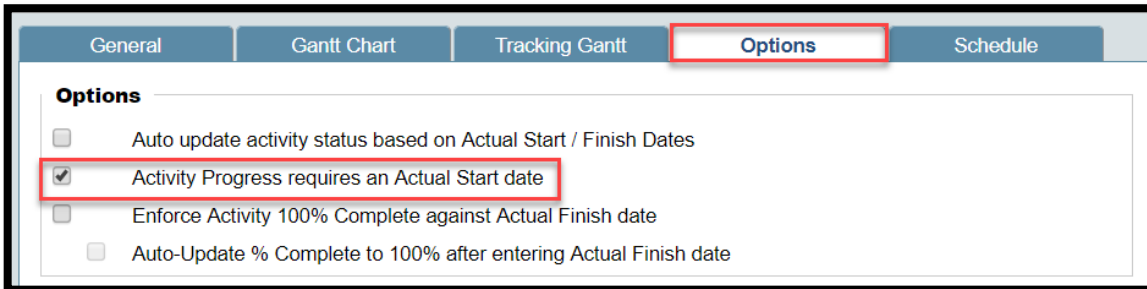 General Gantt Chart Tracking Gantt Options Schedule
Options
Auto update activity status based on Actual Start / Finish Dates
Activity Progress requires an Actual Start date
Enforce Activity 100% Complete against Actual Finish date
Auto-Update % Complete to 100% after entering Actual Finish date